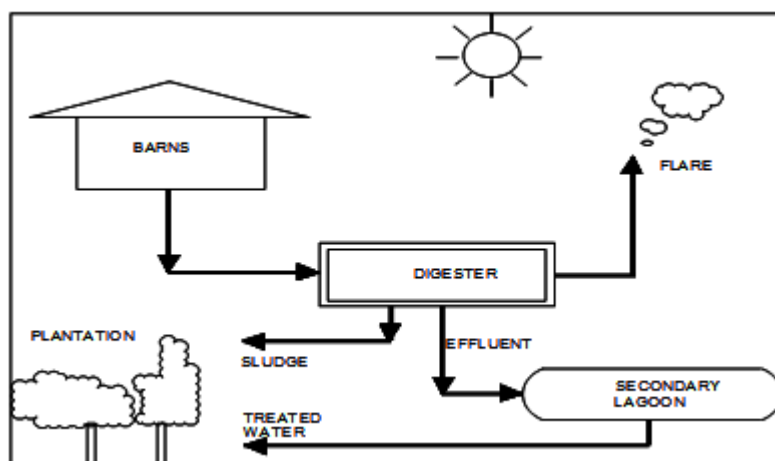 BARNS
FLARE
DIGESTER
PLANTATION
SLUDGE
EFFLUENT
SECONDARY
LAGOON
TREATED
WATER